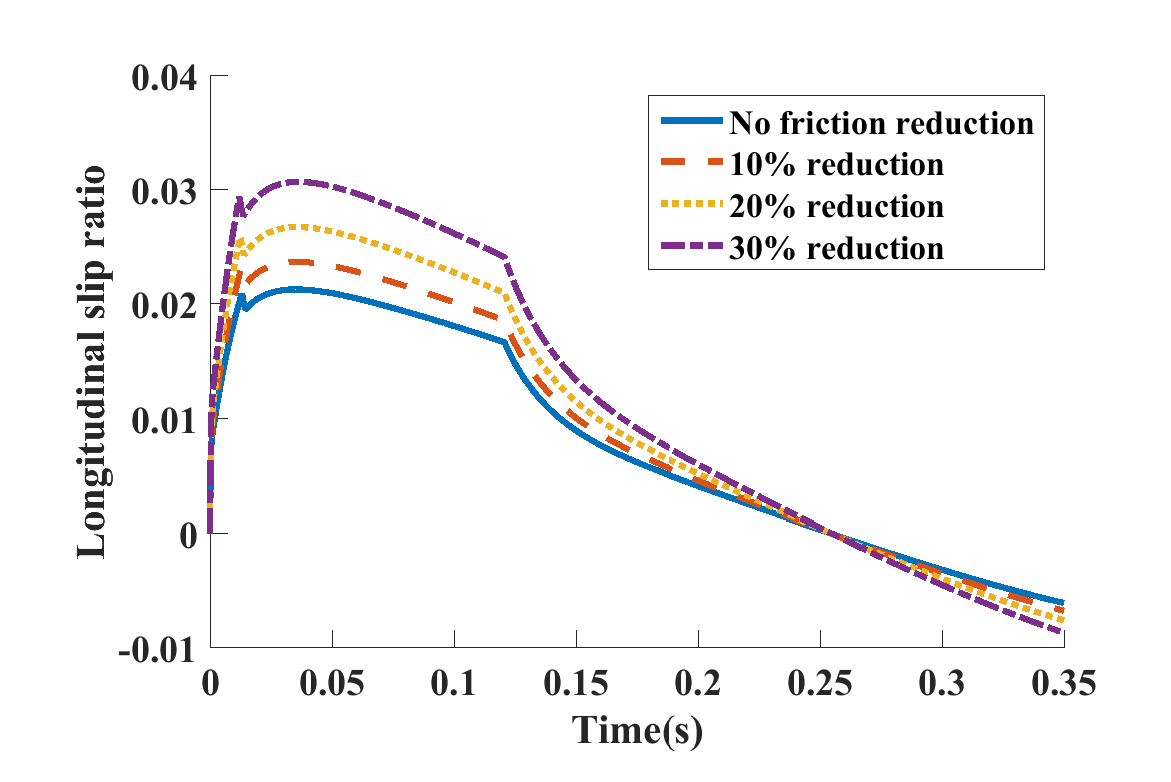 0.04
0.03
0.02
0.01
0
-0.01
Longitudinal slip ratio
No friction reduction
10% reduction
20% reduction
30% reduction
0 0.05 0.1 0.15 0.2 0.25 0.3 0.35
Time(s)